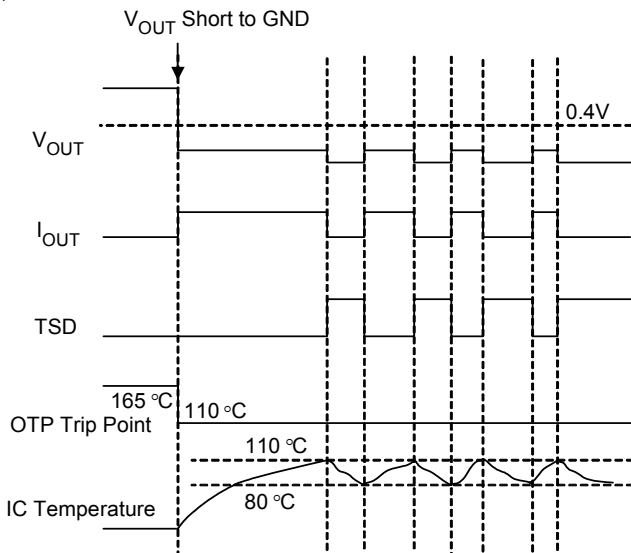 VOUT Short to GND
0.4V
VOUT
IOUT
TSD
165 °C
110 °C
OTP Trip Point
110 °C
IC Temperature
80 °C